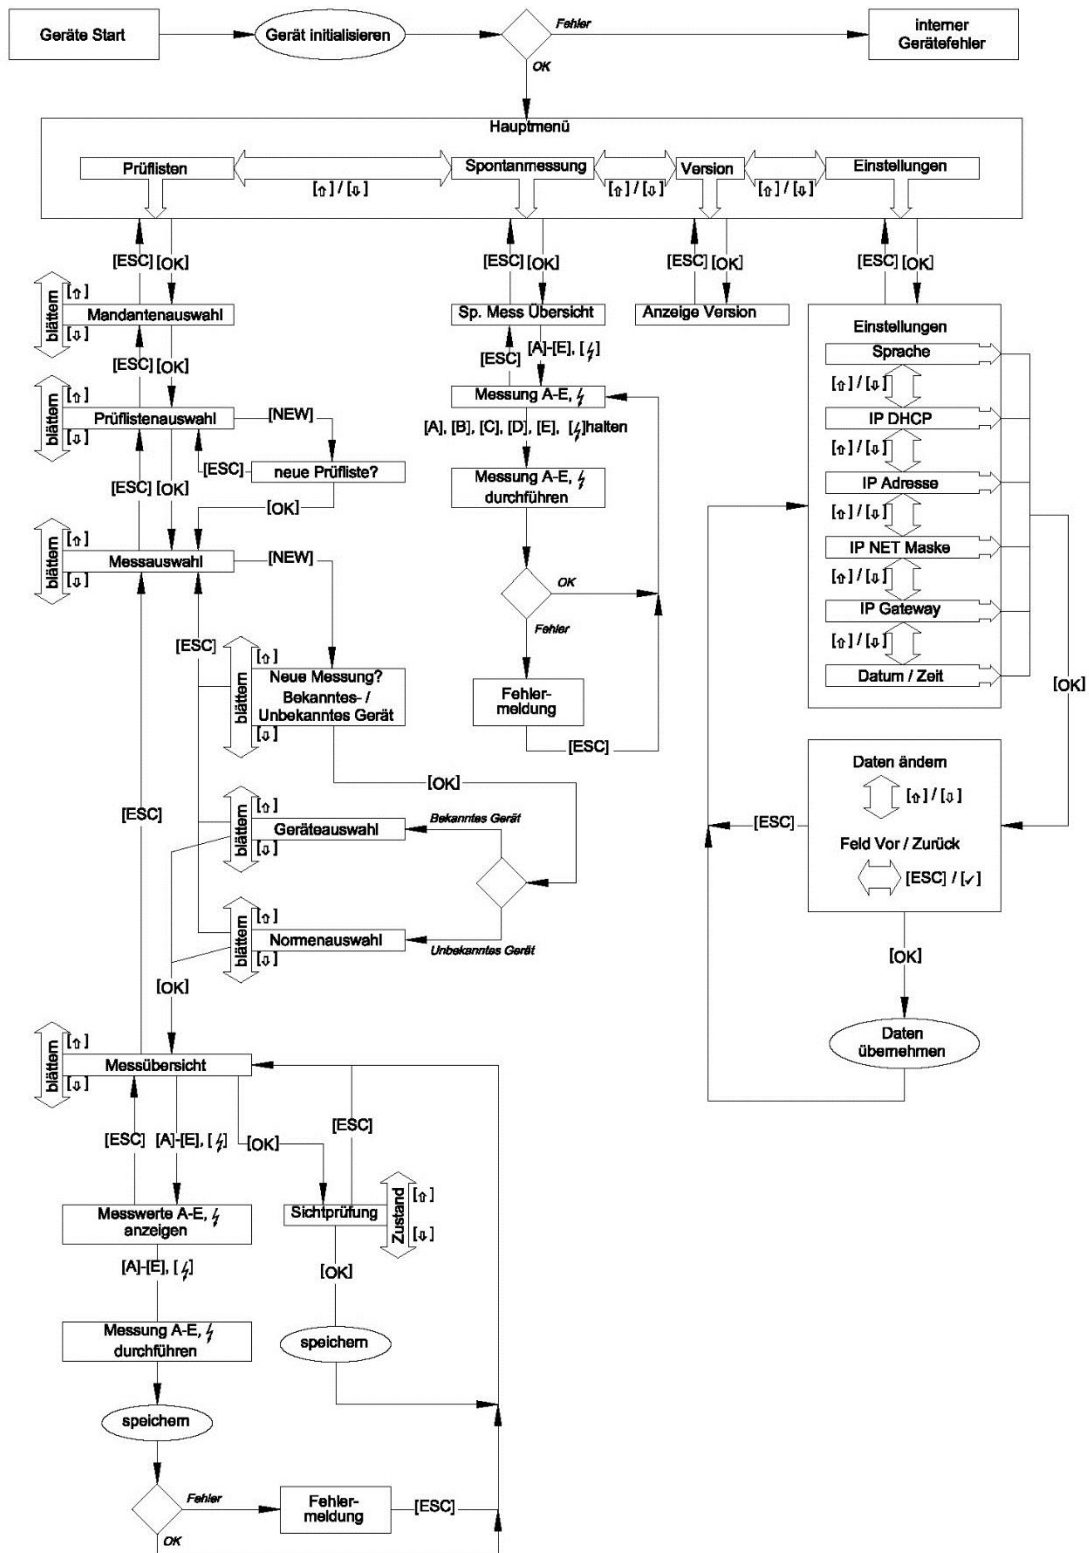 Geräte Start
Gerät initialisieren
Fehler
OK
interner
Gerätefehler
Hauptmenü
Prüflisten
Spontanmessung
Version
Einstellungen
[⇧] / [⇩]
[⇧] / [⇩]
[⇧] / [⇩]
[ESC] [OK]
[ESC] [OK]
[ESC] [OK]
[ESC] [OK]
blättern
[⇧]
[⇩]
Mandantenauswahl
[ESC] [OK]
blättern
[⇧]
[⇩]
Prüflistenauswahl
[NEW]
[ESC]
neue Prüfliste?
[ESC] [OK]
[OK]
blättern
[⇧]
[⇩]
Messauswahl
[NEW]
[ESC]
blättern
[⇧]
[⇩]
Neue Messung?
Bekanntes- /
Unbekanntes Gerät
[OK]
[ESC]
blättern
[⇧]
[⇩]
Geräteauswahl
Bekanntes Gerät
blättern
[⇧]
[⇩]
Normenauswahl
Unbekanntes Gerät
[OK]
blättern
[⇧]
[⇩]
Messübersicht
[ESC]
[A]-[E], [⚡]
[OK]
[ESC]
Messwerte A-E, ⚡
anzeigen
Sichtprüfung
Zustand
[⇧]
[⇩]
[A]-[E], [⚡]
[OK]
Messung A-E, ⚡
durchführen
speichern
speichern
Fehler
OK
Fehler-
meldung
[ESC]
Sp. Mess Übersicht
[ESC]
[A]-[E], [⚡]
Messung A-E, ⚡
[A], [B], [C], [D], [E], [⚡]halten
Messung A-E, ⚡
durchführen
OK
Fehler
Fehler-
meldung
[ESC]
Anzeige Version
Einstellungen
Sprache
[⇧] / [⇩]
IP DHCP
[⇧] / [⇩]
IP Adresse
[⇧] / [⇩]
IP NET Maske
[⇧] / [⇩]
IP Gateway
[⇧] / [⇩]
Datum / Zeit
[OK]
Daten ändern
[⇧] / [⇩]
Feld Vor / Zurück
[ESC] / [✓]
[ESC]
[OK]
Daten
übernehmen